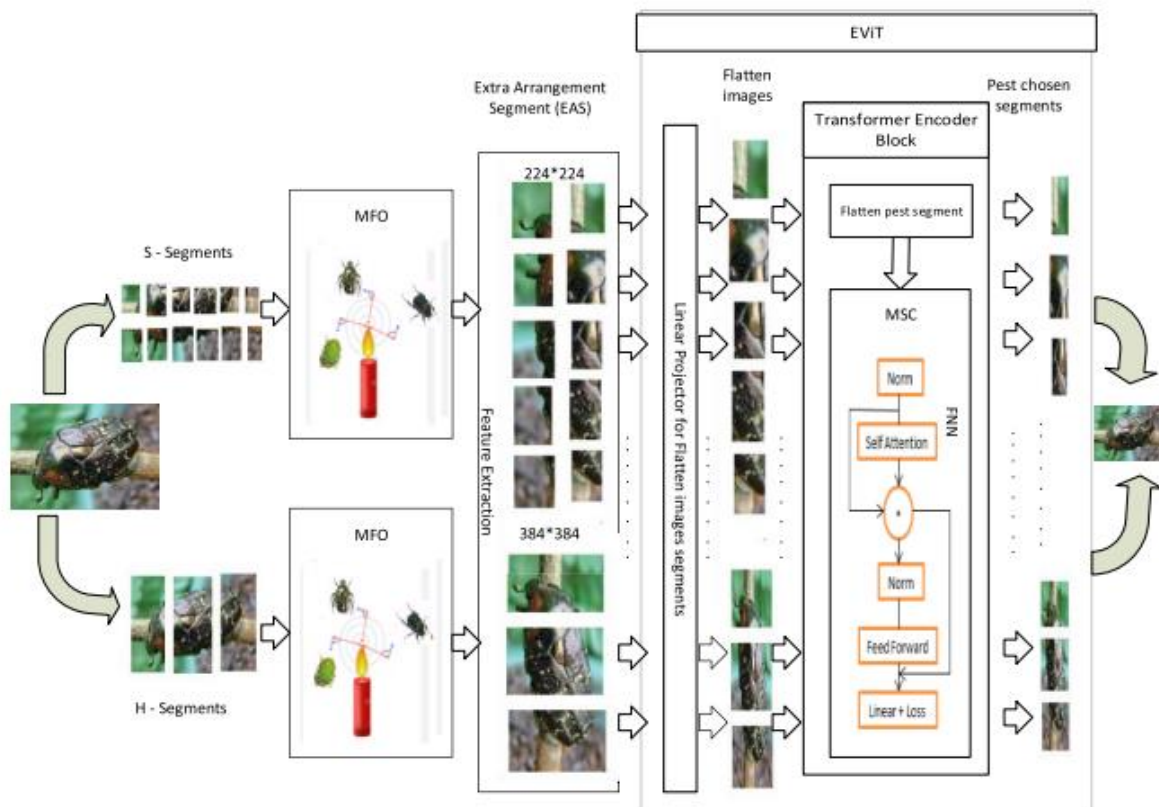 EViT
Extra Arrangement
Segment (EAS)
Flatten
images
Pest chosen
segments
Transformer Encoder
Block
224*224
MFO
Flatten pest segment
S - Segments
Linear Projector for Flatten images segments
MSC
Norm
FNN
Self Attention
Feature Extraction
+
MFO
384*384
Norm
Feed Forward
H - Segments
Linear + Loss